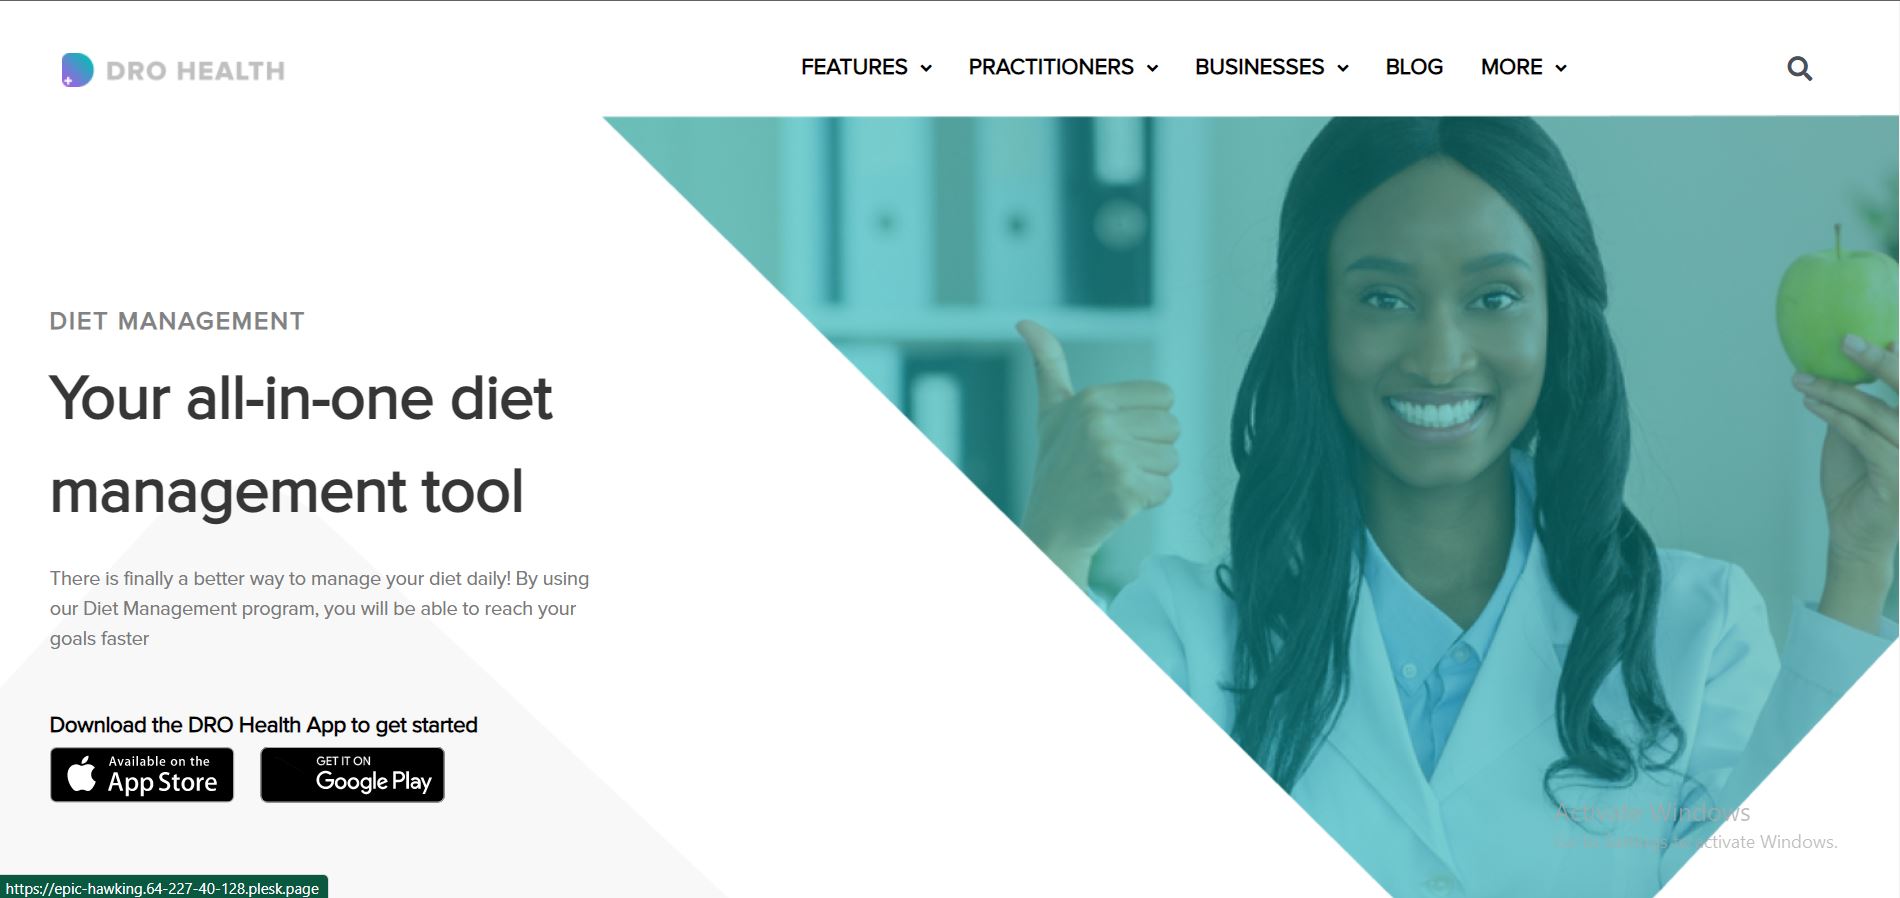 DRO HEALTH
FEATURES
PRACTITIONERS
BUSINESSES
BLOG
MORE
DIET MANAGEMENT
Your all-in-one diet
management tool
There is finally a better way to manage your diet daily! By using
our Diet Management program, you will be able to reach your
goals faster
Download the DRO Health App to get started
Available on the
App Store
GET IT ON
Google Play
Activate Windows
Go to Settings to activate Windows.
https://epic-hawking.64-227-40-128.plesk.page